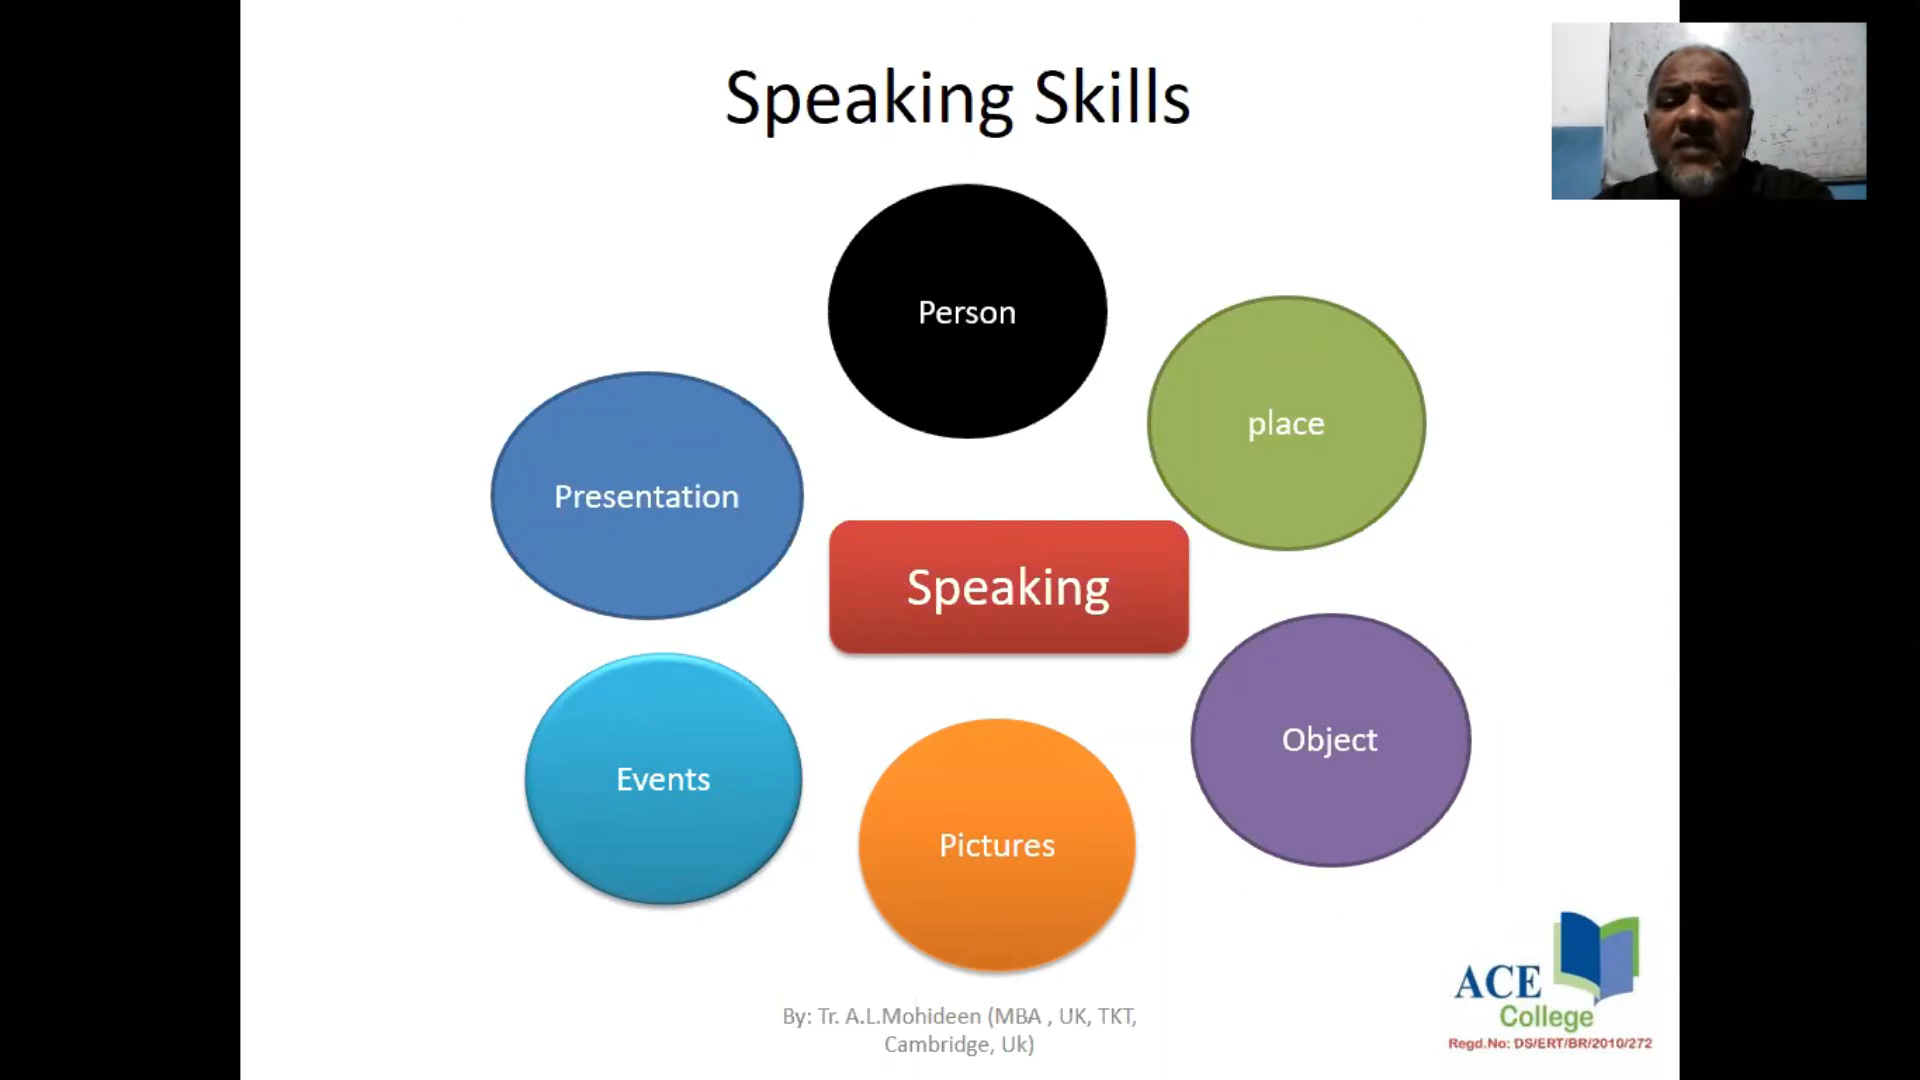 Speaking Skills
Person
place
Presentation
Speaking
Object
Events
Pictures
By: Tr. A.L.Mohideen (MBA , UK, TKT,
Cambridge, Uk)
ACE
College
Regd.No: DS/ERT/BR/2010/272